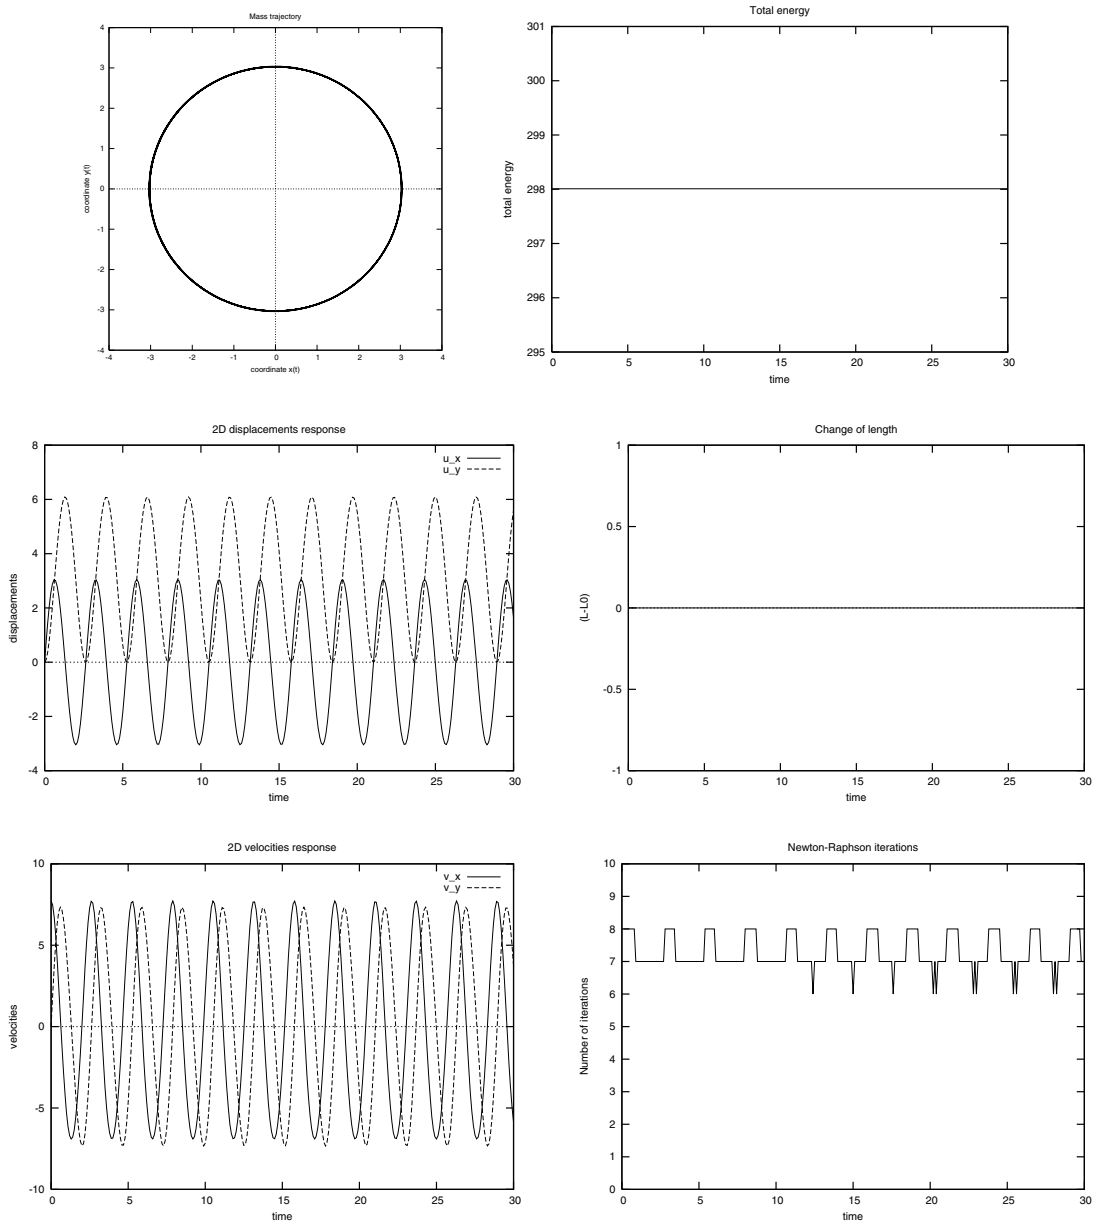 Mass trajectory
4
3
2
1
0
-1
-2
-3
-4
coordinate y(t)
-4 -3 -2 -1 0 1 2 3 4
coordinate x(t)
Total energy
301
300
299
298
297
296
295
total energy
0 5 10 15 20 25 30
time
2D displacements response
u_x
u_y
8
6
4
2
0
-2
-4
displacements
0 5 10 15 20 25 30
time
Change of length
1
0.5
0
-0.5
-1
(L-L0)
0 5 10 15 20 25 30
time
2D velocities response
v_x
v_y
10
5
0
-5
-10
velocities
0 5 10 15 20 25 30
time
Newton-Raphson iterations
10
9
8
7
6
5
4
3
2
1
0
Number of iterations
0 5 10 15 20 25 30
time